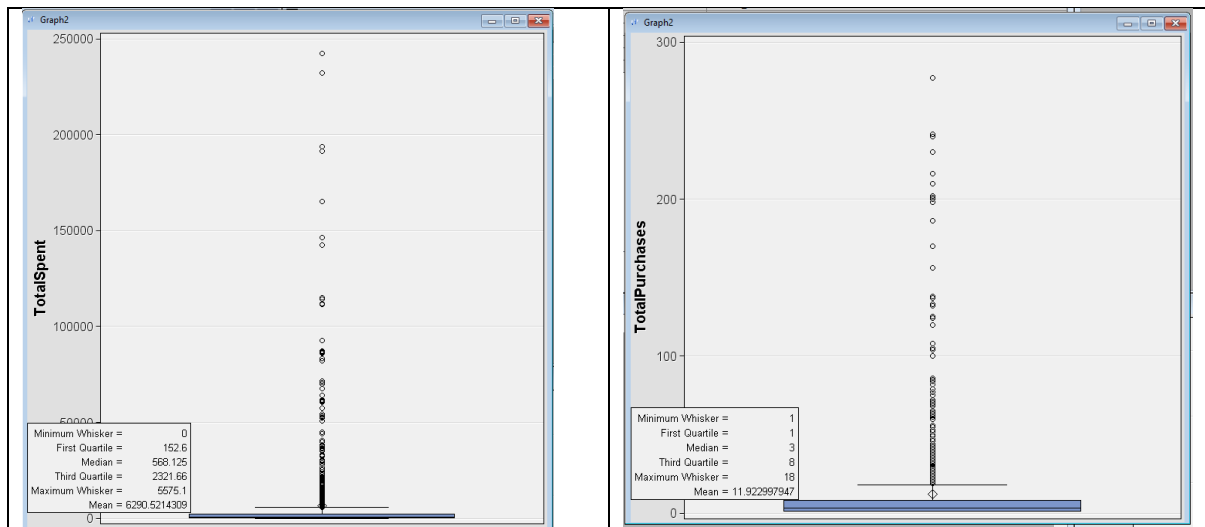 Graph2
250000
200000
150000
100000
50000
0
TotalSpent
Minimum Whisker = 0
First Quartile = 152.6
Median = 568.125
Third Quartile = 2321.66
Maximum Whisker = 5575.1
Mean = 6290.5214309
Graph2
300
200
100
0
TotalPurchases
Minimum Whisker = 1
First Quartile = 1
Median = 3
Third Quartile = 8
Maximum Whisker = 18
Mean = 11.922997947